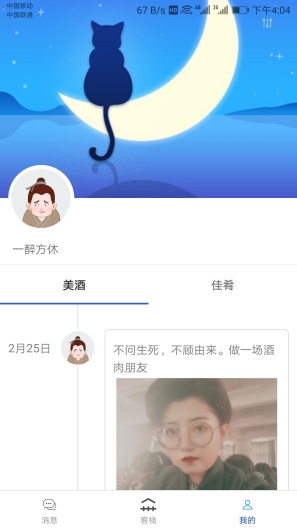 中国移动
中国联通
67 B/s HD 4G 2G 下午4:04
一醉方休
美酒 佳肴
2月25日
不问生死，不顾由来。做一场酒
肉朋友
消息 客栈 我的